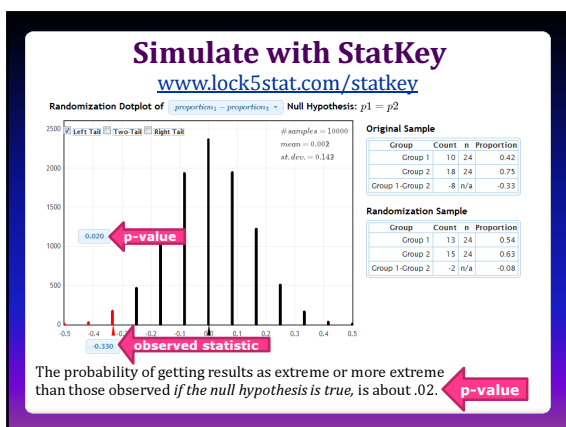 Simulate with StatKey
www.lock5stat.com/statkey
Randomization Dotplot of proportion₁ − proportion₂ Null Hypothesis: p1 = p2
Left Tail Two-Tail Right Tail
# samples = 10000
mean = 0.002
st. dev. = 0.142
2500
2000
1500
1000
500
0
0.020 p-value
-0.5 -0.4 -0.3 -0.2 -0.1 0.0 0.1 0.2 0.3 0.4 0.5
-0.330 observed statistic
Original Sample
Group Count n Proportion
Group 1 10 24 0.42
Group 2 18 24 0.75
Group 1-Group 2 -8 n/a -0.33
Randomization Sample
Group Count n Proportion
Group 1 13 24 0.54
Group 2 15 24 0.63
Group 1-Group 2 -2 n/a -0.08
The probability of getting results as extreme or more extreme
than those observed if the null hypothesis is true, is about .02. p-value